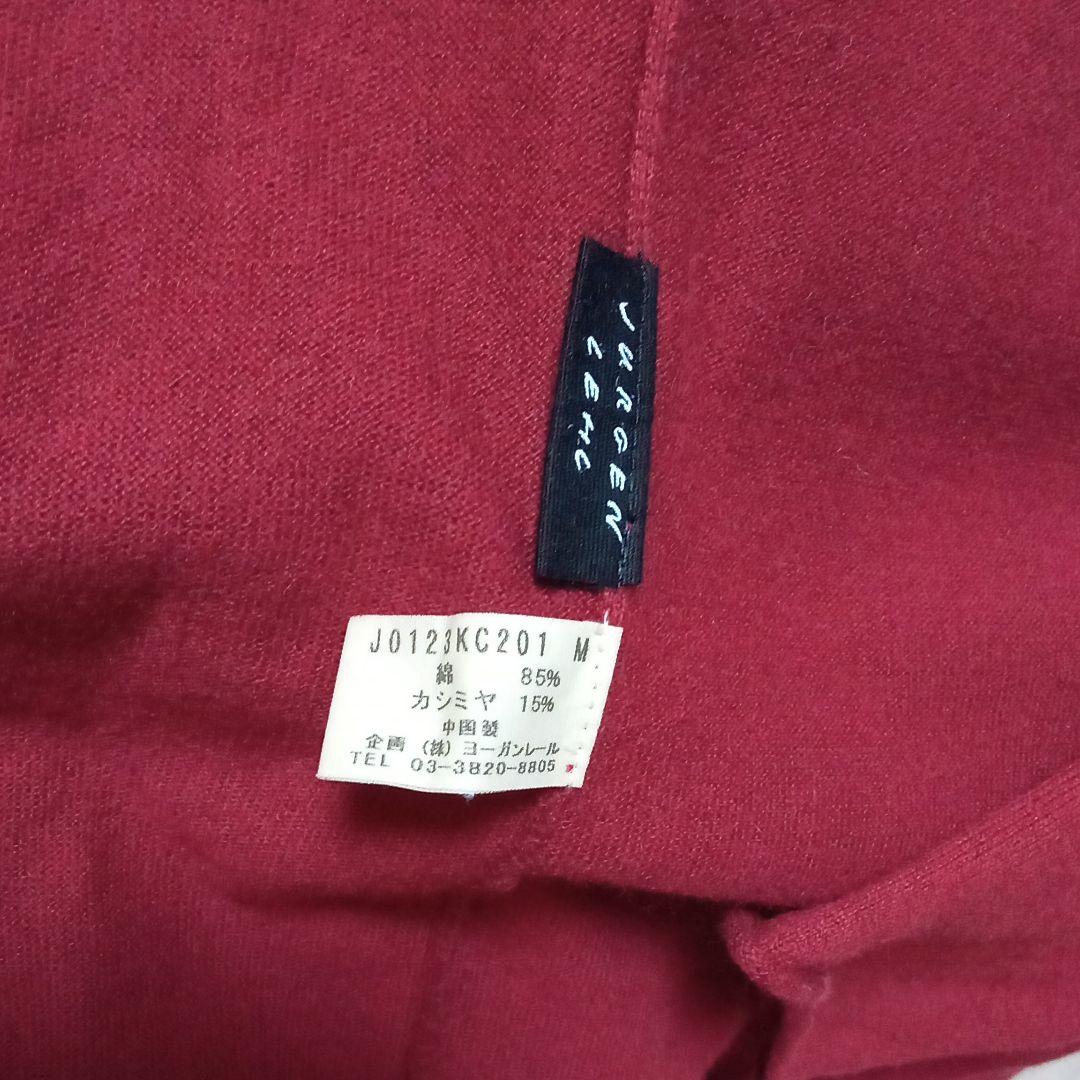 JURGEN
LEHL
J0123KC201 M
綿 85%
カシミヤ 15%
中国製
企画 (株)ヨーガンレール
TEL 03-3820-8805